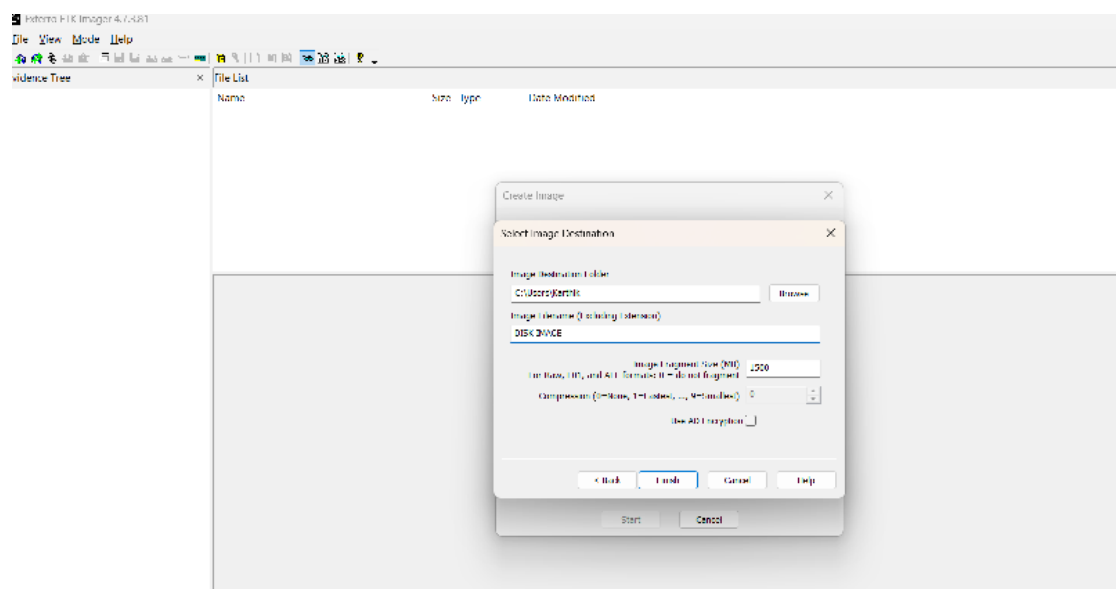 Exterro FTK Imager 4.7.3.81
File View Mode Help
vidence Tree
File List
Name Size Type Date Modified
Create Image
Select Image Destination
Image Destination Folder
C:\Users\Karthik
Browse
Image Filename (Excluding Extension)
DISK IMAGE
Image Fragment Size (MB)
1500
For Raw, E01, and AFF formats: 0 = do not fragment
Compression (0=None, 1=Fastest, ..., 9=Smallest)
0
Use AD Encryption
< Back Finish Cancel Help
Start Cancel